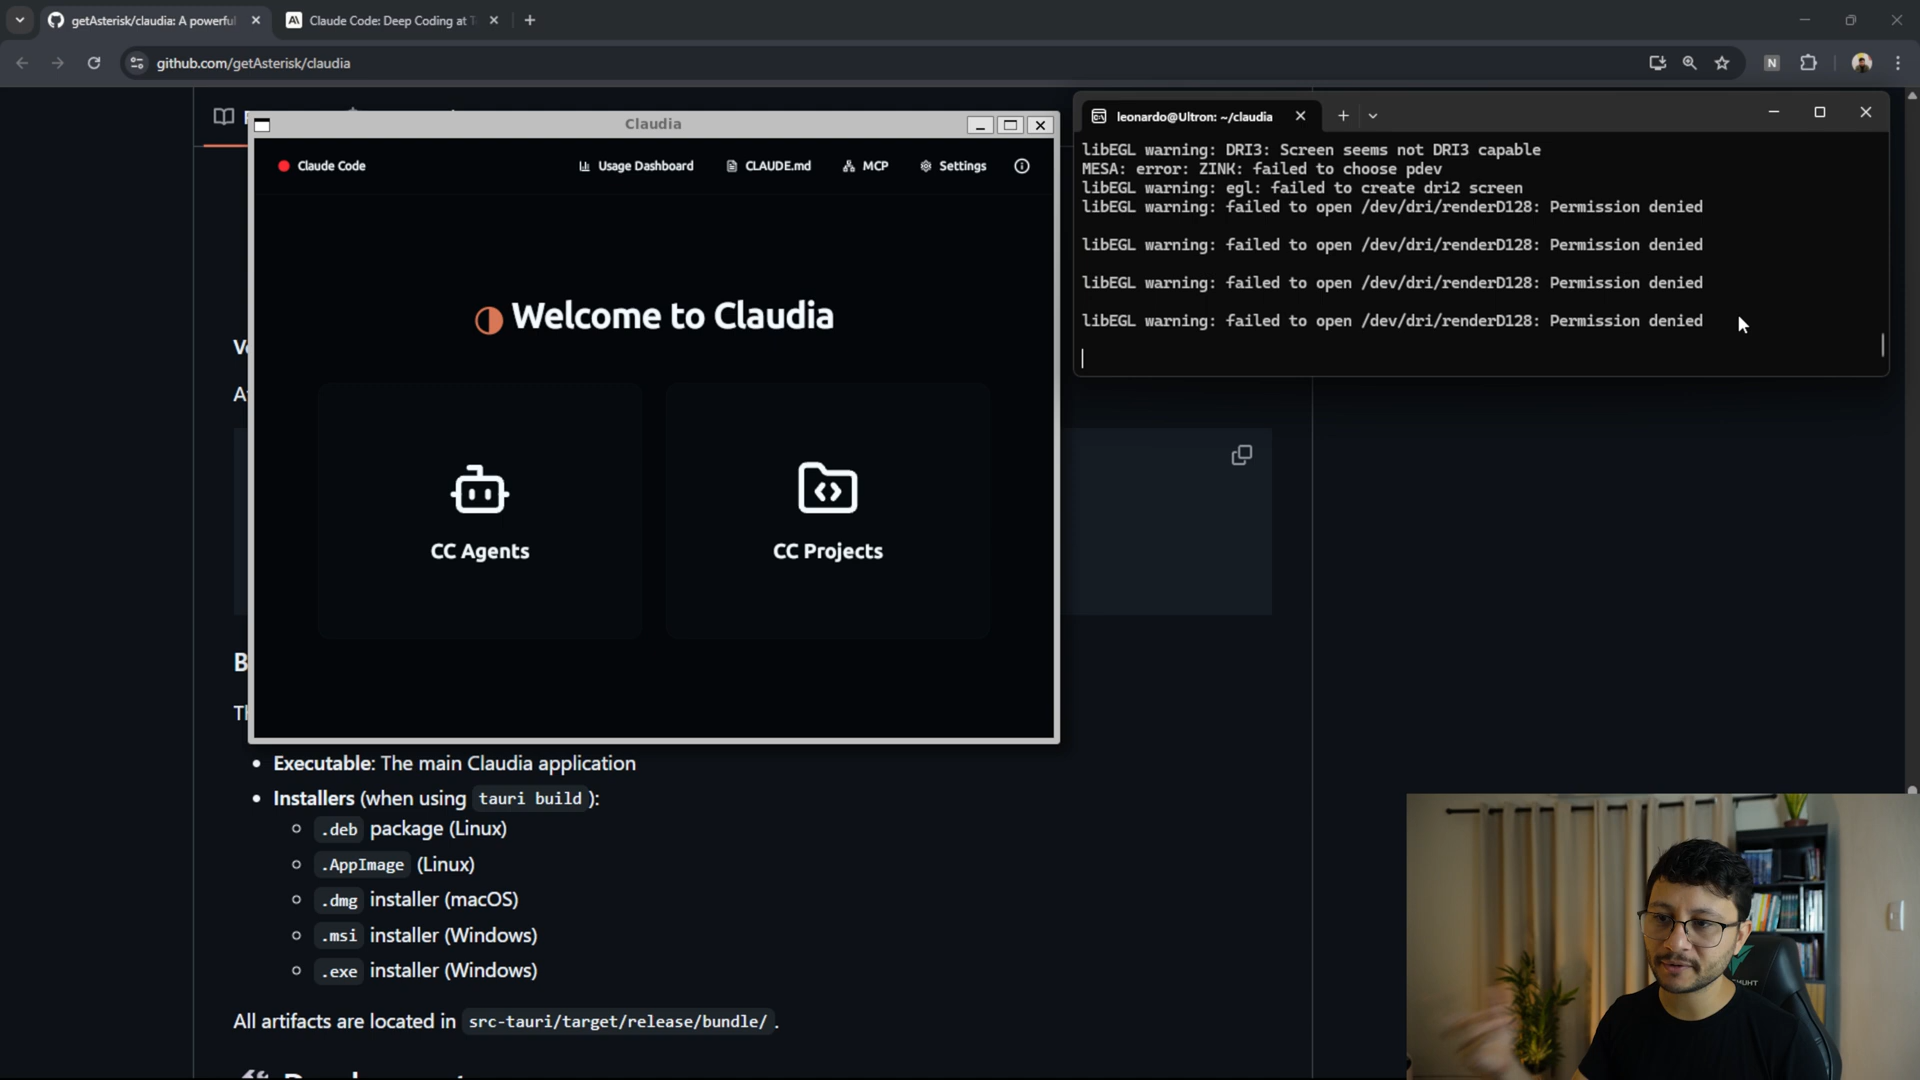 getAsterisk/claudia: A powerful
Claude Code: Deep Coding at T
github.com/getAsterisk/claudia
N
Claudia
leonardo@Ultron: ~/claudia
Claude Code
Usage Dashboard
CLAUDE.md
MCP
Settings
libEGL warning: DRI3: Screen seems not DRI3 capable
MESA: error: ZINK: failed to choose pdev
libEGL warning: egl: failed to create dri2 screen
libEGL warning: failed to open /dev/dri/renderD128: Permission denied
libEGL warning: failed to open /dev/dri/renderD128: Permission denied
libEGL warning: failed to open /dev/dri/renderD128: Permission denied
libEGL warning: failed to open /dev/dri/renderD128: Permission denied
Welcome to Claudia
CC Agents
CC Projects
Executable: The main Claudia application
Installers (when using tauri build ):
.deb package (Linux)
.AppImage (Linux)
.dmg installer (macOS)
.msi installer (Windows)
.exe installer (Windows)
All artifacts are located in src-tauri/target/release/bundle/ .